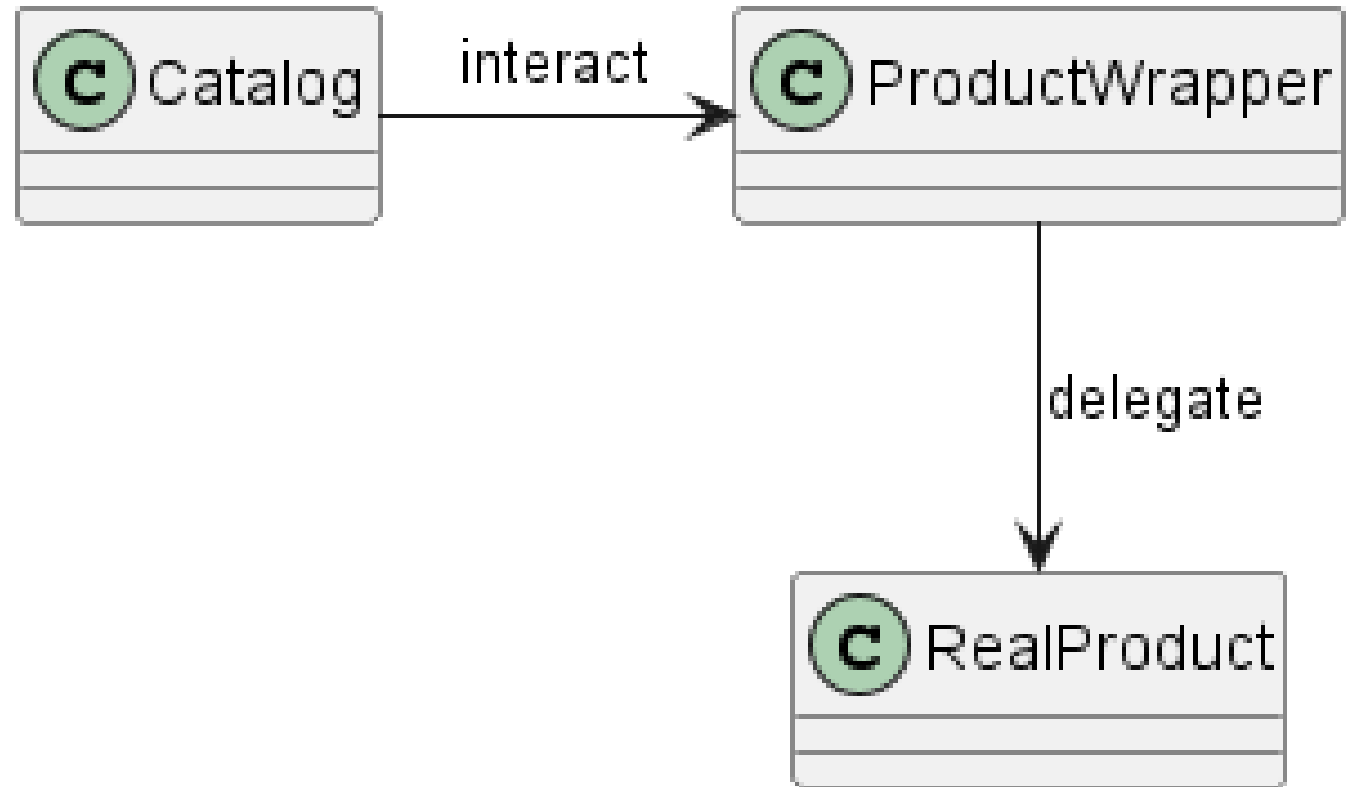 C Catalog
interact
C ProductWrapper
delegate
C RealProduct